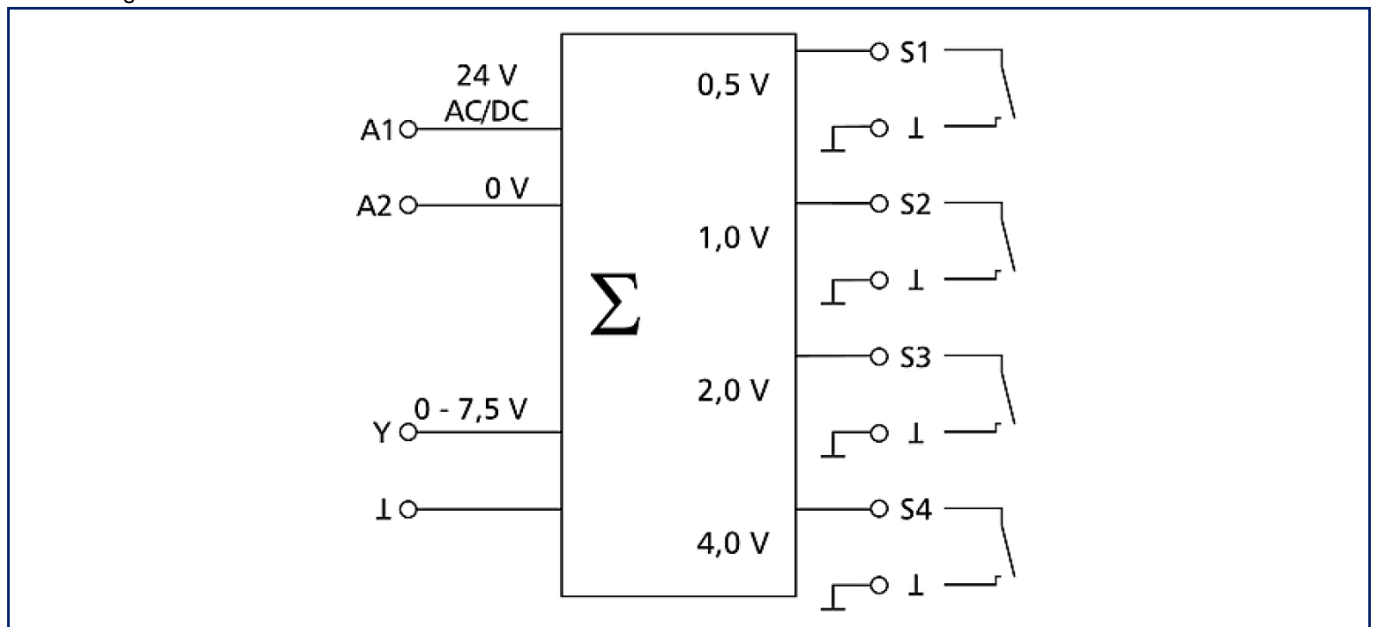 24 V
AC/DC
A1
0 V
A2
Σ
Y
0 - 7,5 V
⊥
0,5 V
S1
⊥
1,0 V
S2
⊥
2,0 V
S3
⊥
4,0 V
S4
⊥